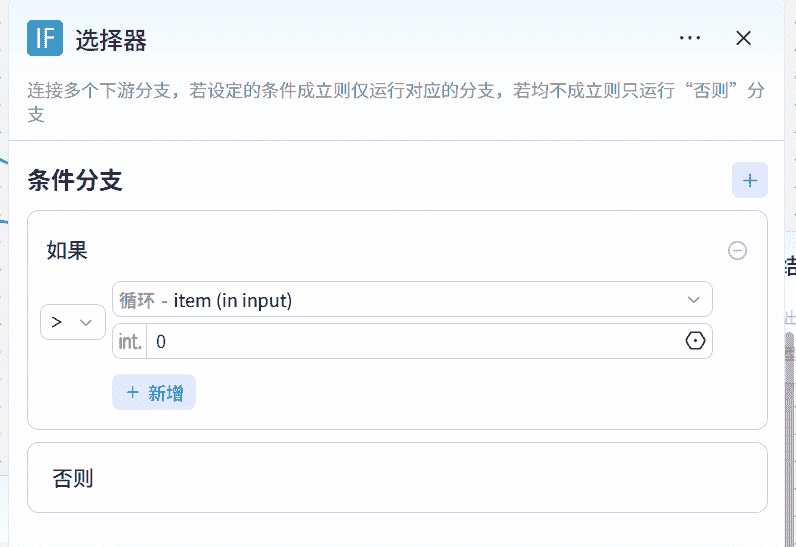 IF 选择器
连接多个下游分支，若设定的条件成立则仅运行对应的分支，若均不成立则只运行“否则”分
支
条件分支
+
如果
循环 - item (in input)
>
int. 0
+ 新增
否则